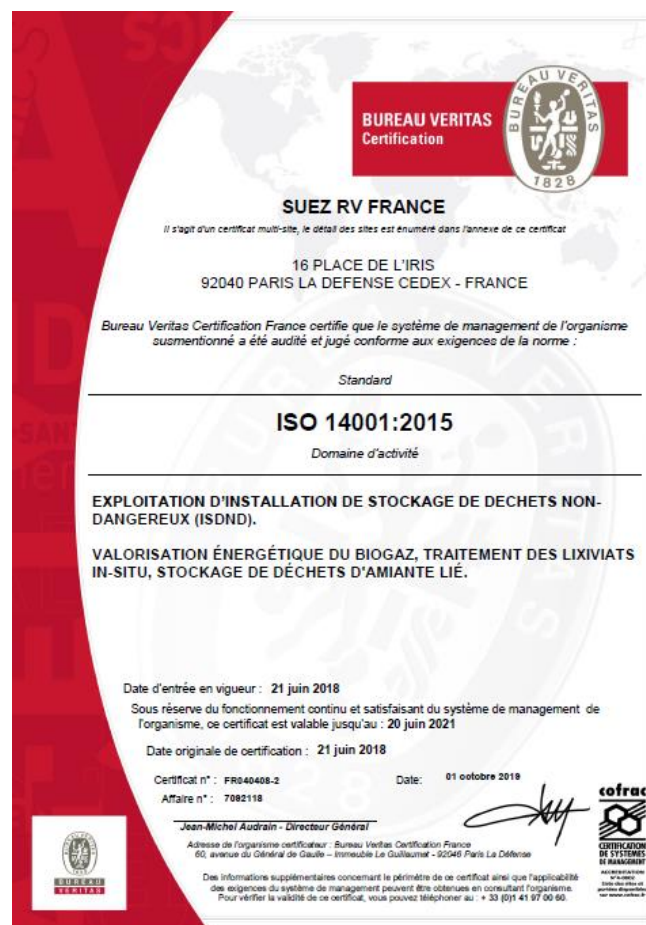 BUREAU VERITAS
Certification
BUREAU VERITAS
1828
SUEZ RV FRANCE
Il s'agit d'un certificat multi-site, le détail des sites est énuméré dans l'annexe de ce certificat
16 PLACE DE L'IRIS
92040 PARIS LA DEFENSE CEDEX - FRANCE
Bureau Veritas Certification France certifie que le système de management de l'organisme
susmentionné a été audité et jugé conforme aux exigences de la norme :
Standard
ISO 14001:2015
Domaine d'activité
EXPLOITATION D'INSTALLATION DE STOCKAGE DE DECHETS NON-
DANGEREUX (ISDND).
VALORISATION ÉNERGÉTIQUE DU BIOGAZ, TRAITEMENT DES LIXIVIATS
IN-SITU, STOCKAGE DE DÉCHETS D'AMIANTE LIÉ.
Date d'entrée en vigueur : 21 juin 2018
Sous réserve du fonctionnement continu et satisfaisant du système de management de
l'organisme, ce certificat est valable jusqu'au : 20 juin 2021
Date originale de certification : 21 juin 2018
Certificat n° : FR040408-2 Date: 01 octobre 2019
Affaire n° : 7092118
Jean-Michel Audrain - Directeur Général
Adresse de l'organisme certificateur : Bureau Veritas Certification France
60, avenue du Général de Gaulle – Immeuble Le Guillaumet - 92046 Paris La Défense
Des informations supplémentaires concernant le périmètre de ce certificat ainsi que l'applicabilité
des exigences du système de management peuvent être obtenues en consultant l'organisme.
Pour vérifier la validité de ce certificat, vous pouvez téléphoner au : + 33 (0)1 41 97 00 60.
BUREAU
VERITAS
cofrac
CERTIFICATION
DE SYSTEMES
DE MANAGEMENT
ACCREDITATION